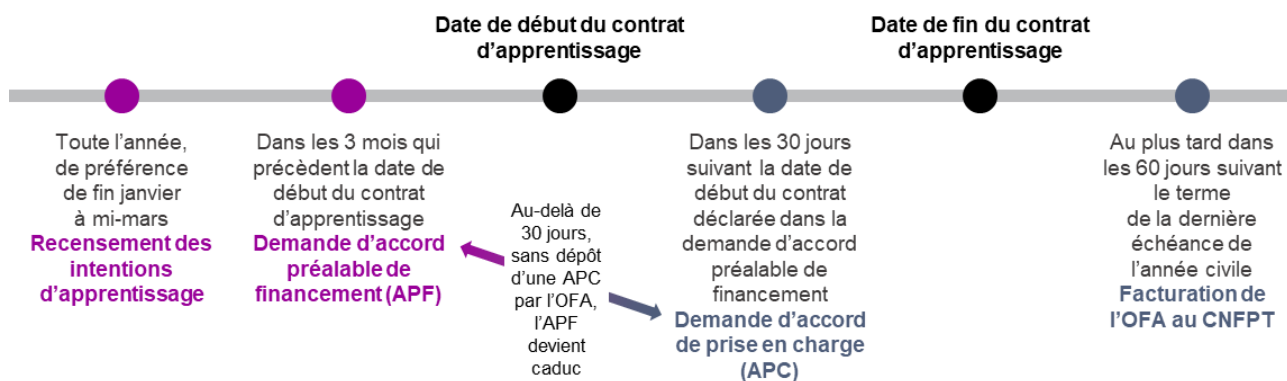 Date de début du contrat
d'apprentissage
Date de fin du contrat
d'apprentissage
Toute l'année,
de préférence
de fin janvier
à mi-mars
Recensement des
intentions
d'apprentissage
Dans les 3 mois qui
précèdent la date de
début du contrat
d'apprentissage
Demande d'accord
préalable de
financement (APF)
Au-delà de
30 jours,
sans dépôt
d'une APC
par l'OFA,
l'APF
devient
caduc
Dans les 30 jours
suivant la date de
début du contrat
déclarée dans la
demande d'accord
préalable de
financement
Demande d'accord
de prise en charge
(APC)
Au plus tard dans
les 60 jours suivant
le terme
de la dernière
échéance de
l'année civile
Facturation de
l'OFA au CNFPT